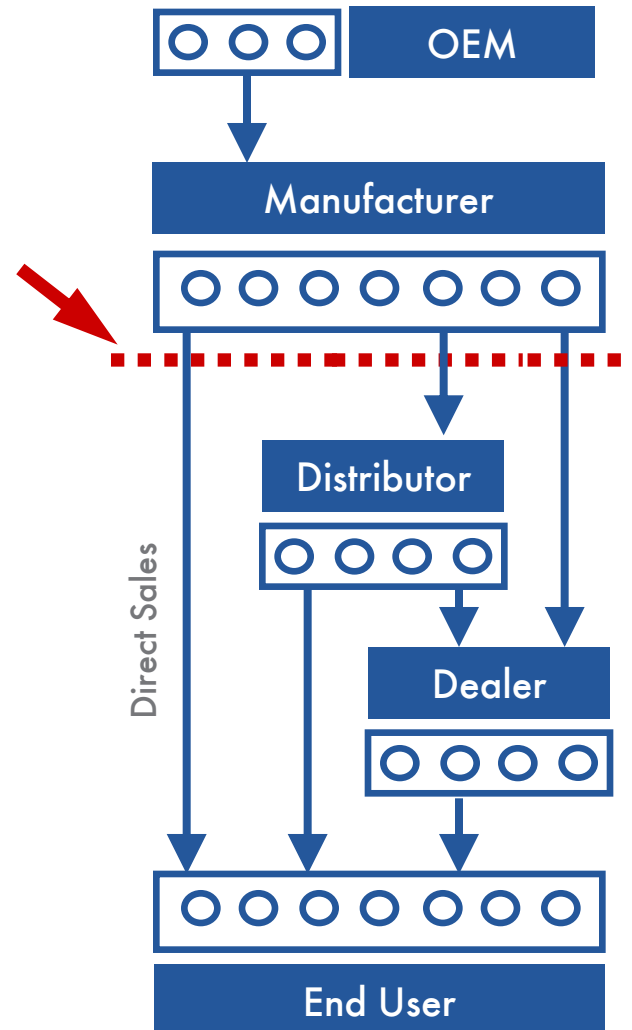 OEM
Manufacturer
Distributor
Direct Sales
Dealer
End User